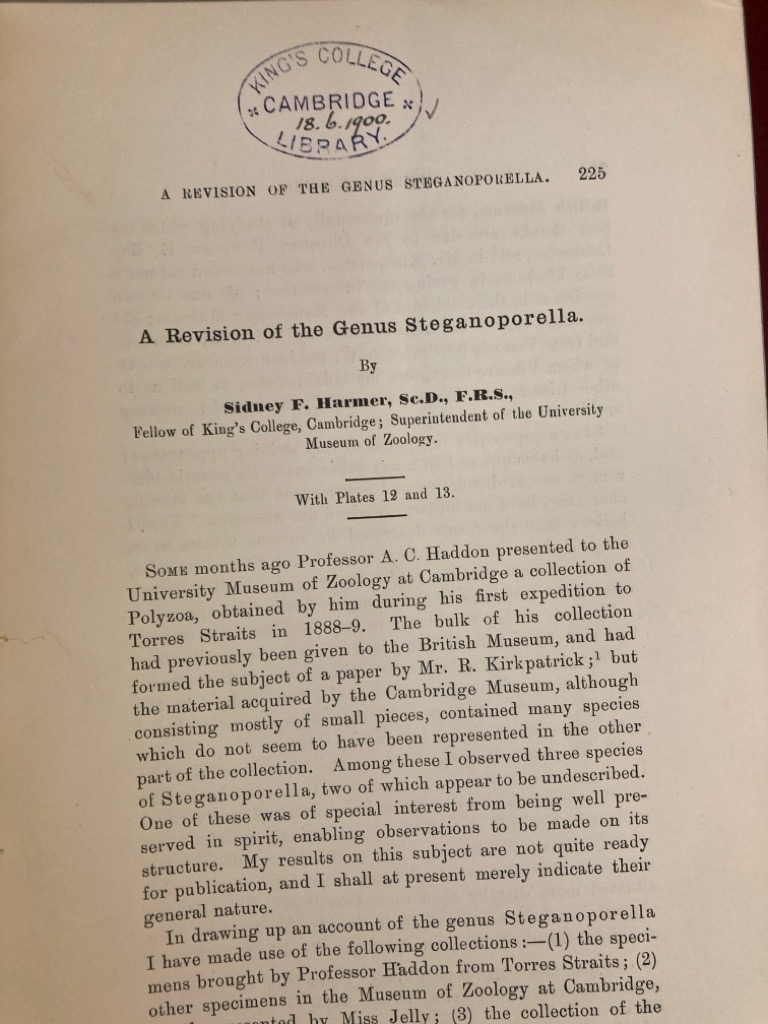 KING'S COLLEGE
CAMBRIDGE
18.6.1900.
LIBRARY.
A REVISION OF THE GENUS STEGANOPORELLA. 225
A Revision of the Genus Steganoporella.
By
Sidney F. Harmer, Sc.D., F.R.S.,
Fellow of King's College, Cambridge; Superintendent of the University
Museum of Zoology.
With Plates 12 and 13.
SOME months ago Professor A. C. Haddon presented to the
University Museum of Zoology at Cambridge a collection of
Polyzoa, obtained by him during his first expedition to
Torres Straits in 1888–9. The bulk of his collection
had previously been given to the British Museum, and had
formed the subject of a paper by Mr. R. Kirkpatrick;¹ but
the material acquired by the Cambridge Museum, although
consisting mostly of small pieces, contained many species
which do not seem to have been represented in the other
part of the collection. Among these I observed three species
of Steganoporella, two of which appear to be undescribed.
One of these was of special interest from being well pre-
served in spirit, enabling observations to be made on its
structure. My results on this subject are not quite ready
for publication, and I shall at present merely indicate their
general nature.
In drawing up an account of the genus Steganoporella
I have made use of the following collections:—(1) the speci-
mens brought by Professor Haddon from Torres Straits; (2)
other specimens in the Museum of Zoology at Cambridge,
by Miss Jelly; (3) the collection of the